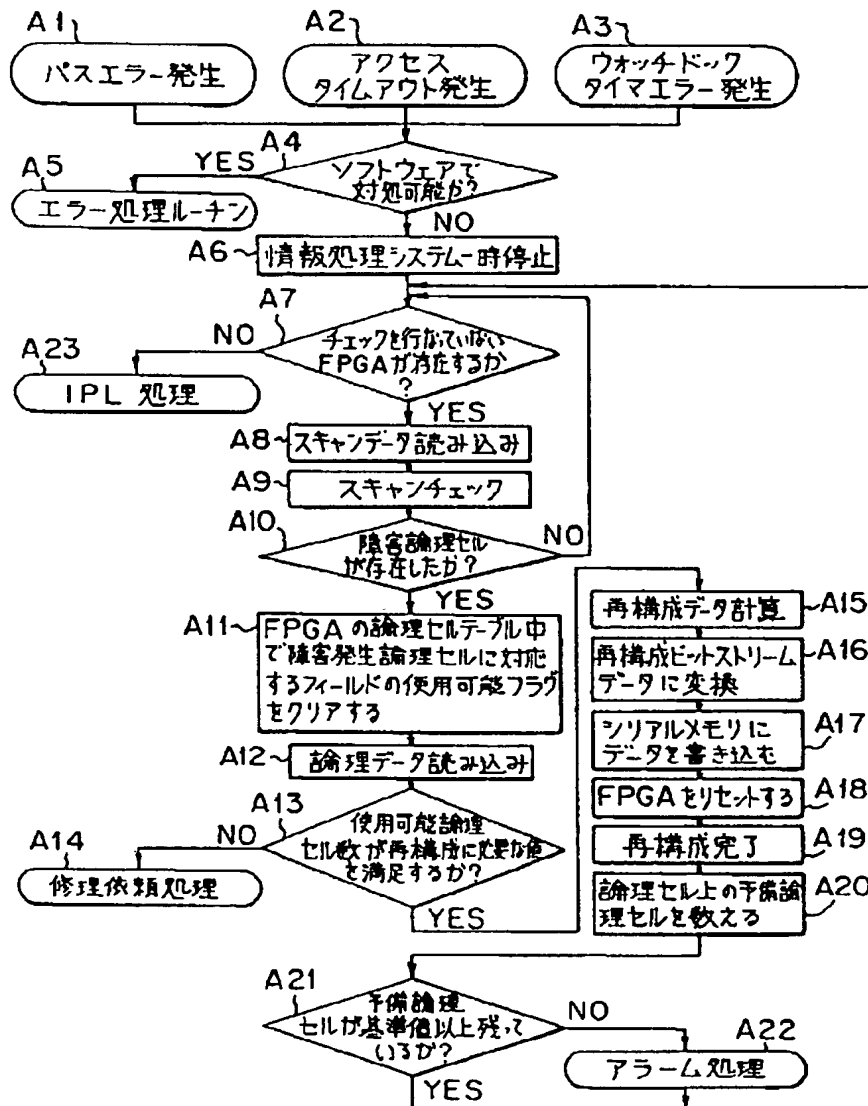 A1
パスエラー発生
A2
アクセス
タイムアウト発生
A3
ウォッチドック
タイマエラー発生
A4
ソフトウェアで
対処可能か?
YES
A5
エラー処理ルーチン
NO
A6
情報処理システム一時停止
A7
チェックを行なっていない
FPGAが存在するか
?
NO
A23
IPL 処理
YES
A8
スキャンデータ読み込み
A9
スキャンチェック
A10
障害論理セル
が存在したか?
NO
YES
A11
FPGAの論理セルテーブル中
で障害発生論理セルに対応
するフィールドの使用可能フラグ
をクリアする
A12
論理データ読み込み
A13
使用可能論理
セル数が再構成に必要な値
を満足するか?
NO
A14
修理依頼処理
YES
再構成データ計算
A15
再構成ビットストリーム
データに変換
A16
シリアルメモリに
データを書き込む
A17
FPGAをリセットする
A18
再構成完了
A19
論理セル上の予備論
理セルを数える
A20
A21
予備論理
セルが基準値以上残って
いるか?
NO
A22
アラーム処理
YES